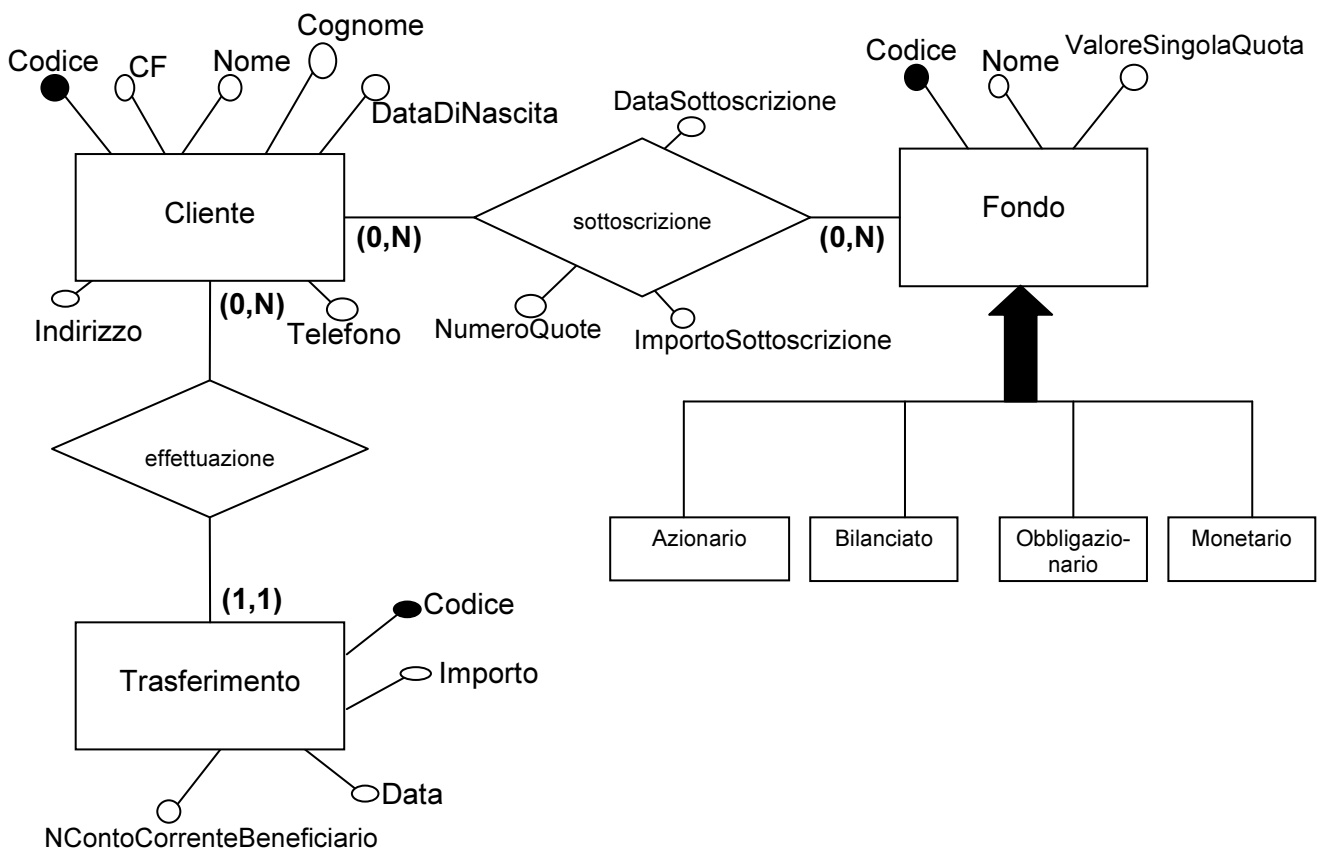 Cognome
Codice
CF
Nome
DataDiNascita
DataSottoscrizione
Codice
Nome
ValoreSingolaQuota
Cliente
sottoscrizione
Fondo
(0,N)
(0,N)
(0,N)
Indirizzo
Telefono
NumeroQuote
ImportoSottoscrizione
effettuazione
Azionario
Bilanciato
Obbligazio-
nario
Monetario
(1,1)
Codice
Trasferimento
Importo
Data
NContoCorrenteBeneficiario